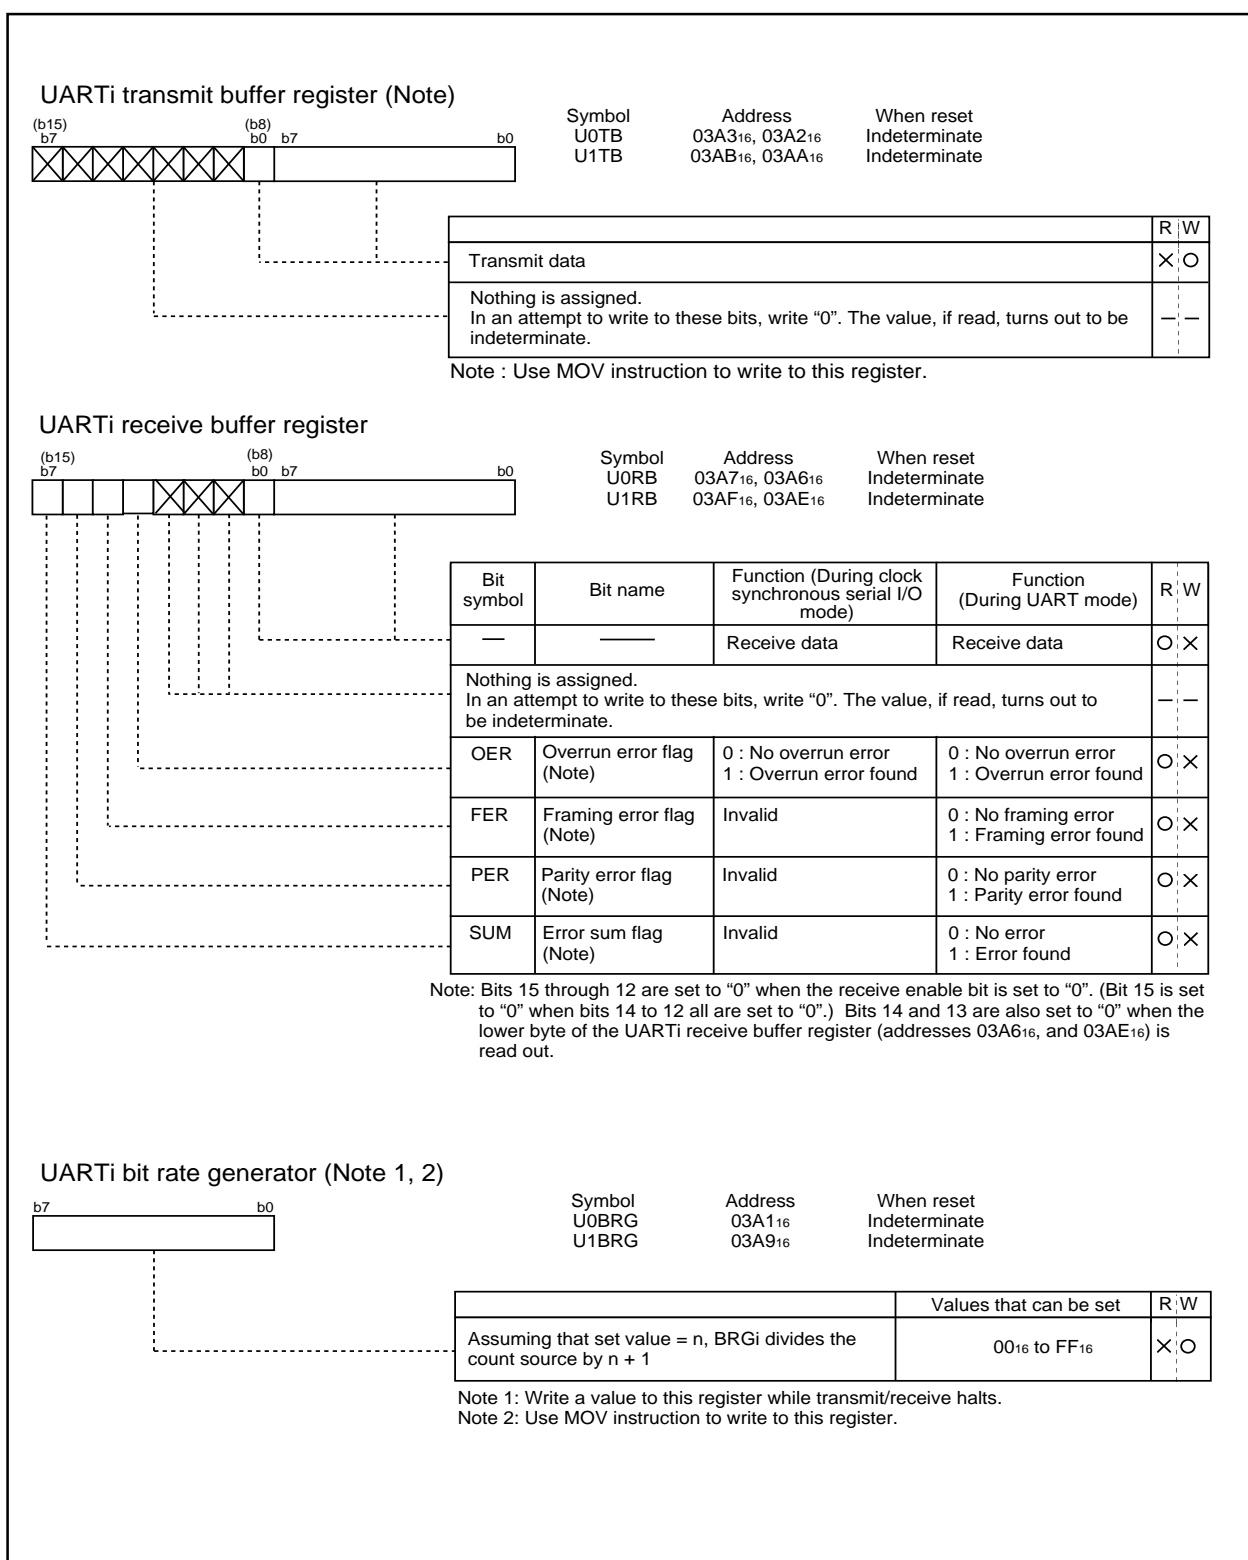 UARTi transmit buffer register (Note)
Symbol Address When reset
U0TB 03A316, 03A216 Indeterminate
U1TB 03AB16, 03AA16 Indeterminate
(b15) (b8)
b7 b0 b7 b0
R W
Transmit data X O
Nothing is assigned.
In an attempt to write to these bits, write “0”. The value, if read, turns out to be
indeterminate.
— —
Note : Use MOV instruction to write to this register.
UARTi receive buffer register
Symbol Address When reset
U0RB 03A716, 03A616 Indeterminate
U1RB 03AF16, 03AE16 Indeterminate
(b15) (b8)
b7 b0 b7 b0
Bit symbol Bit name Function (During clock synchronous serial I/O mode) Function (During UART mode) R W
— — Receive data Receive data O X
Nothing is assigned.
In an attempt to write to these bits, write “0”. The value, if read, turns out to
be indeterminate.
— —
OER Overrun error flag (Note) 0 : No overrun error 1 : Overrun error found 0 : No overrun error 1 : Overrun error found O X
FER Framing error flag (Note) Invalid 0 : No framing error 1 : Framing error found O X
PER Parity error flag (Note) Invalid 0 : No parity error 1 : Parity error found O X
SUM Error sum flag (Note) Invalid 0 : No error 1 : Error found O X
Note: Bits 15 through 12 are set to “0” when the receive enable bit is set to “0”. (Bit 15 is set
to “0” when bits 14 to 12 all are set to “0”.) Bits 14 and 13 are also set to “0” when the
lower byte of the UARTi receive buffer register (addresses 03A616, and 03AE16) is
read out.
UARTi bit rate generator (Note 1, 2)
Symbol Address When reset
U0BRG 03A116 Indeterminate
U1BRG 03A916 Indeterminate
b7 b0
Values that can be set R W
Assuming that set value = n, BRGi divides the
count source by n + 1
0016 to FF16 X O
Note 1: Write a value to this register while transmit/receive halts.
Note 2: Use MOV instruction to write to this register.